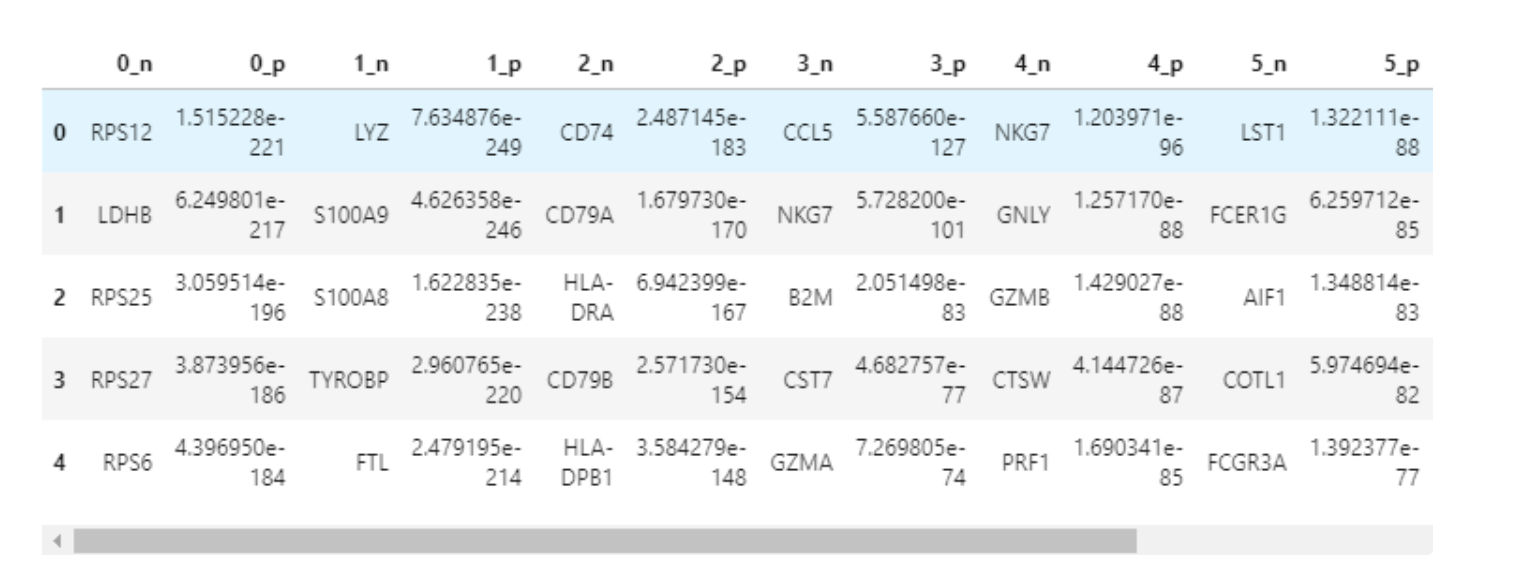 0_n 0_p 1_n 1_p 2_n 2_p 3_n 3_p 4_n 4_p 5_n 5_p
0 RPS12 1.515228e-221 LYZ 7.634876e-249 CD74 2.487145e-183 CCL5 5.587660e-127 NKG7 1.203971e-96 LST1 1.322111e-88
1 LDHB 6.249801e-217 S100A9 4.626358e-246 CD79A 1.679730e-170 NKG7 5.728200e-101 GNLY 1.257170e-88 FCER1G 6.259712e-85
2 RPS25 3.059514e-196 S100A8 1.622835e-238 HLA-DRA 6.942399e-167 B2M 2.051498e-83 GZMB 1.429027e-88 AIF1 1.348814e-83
3 RPS27 3.873956e-186 TYROBP 2.960765e-220 CD79B 2.571730e-154 CST7 4.682757e-77 CTSW 4.144726e-87 COTL1 5.974694e-82
4 RPS6 4.396950e-184 FTL 2.479195e-214 HLA-DPB1 3.584279e-148 GZMA 7.269805e-74 PRF1 1.690341e-85 FCGR3A 1.392377e-77